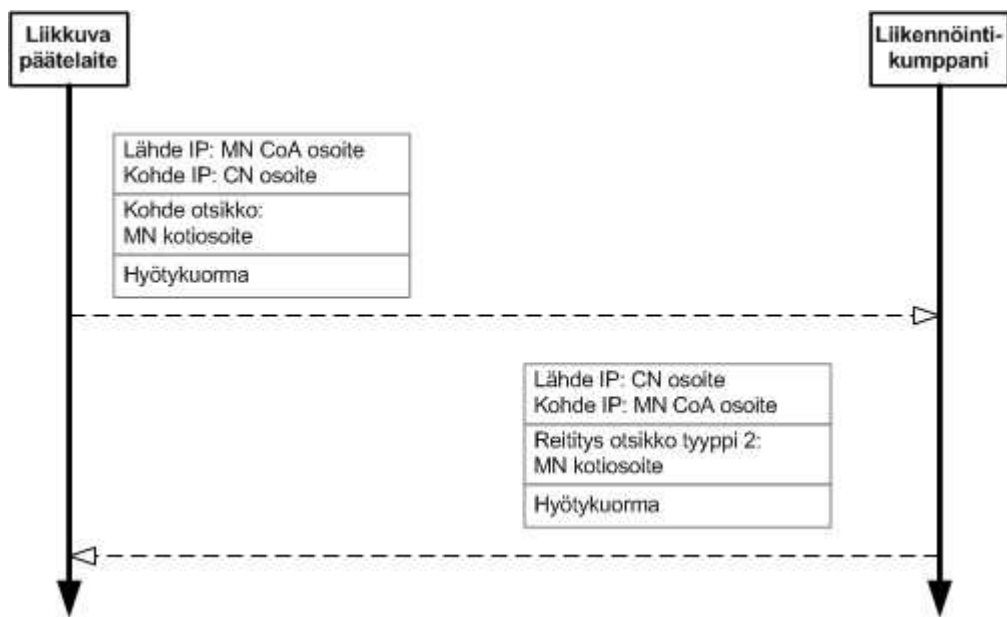 Liikkuva
päätelaite
Liikennöinti-
kumppani
Lähde IP: MN CoA osoite
Kohde IP: CN osoite
Kohde otsikko:
MN kotiosoite
Hyötykuorma
Lähde IP: CN osoite
Kohde IP: MN CoA osoite
Reititys otsikko tyyppi 2:
MN kotiosoite
Hyötykuorma